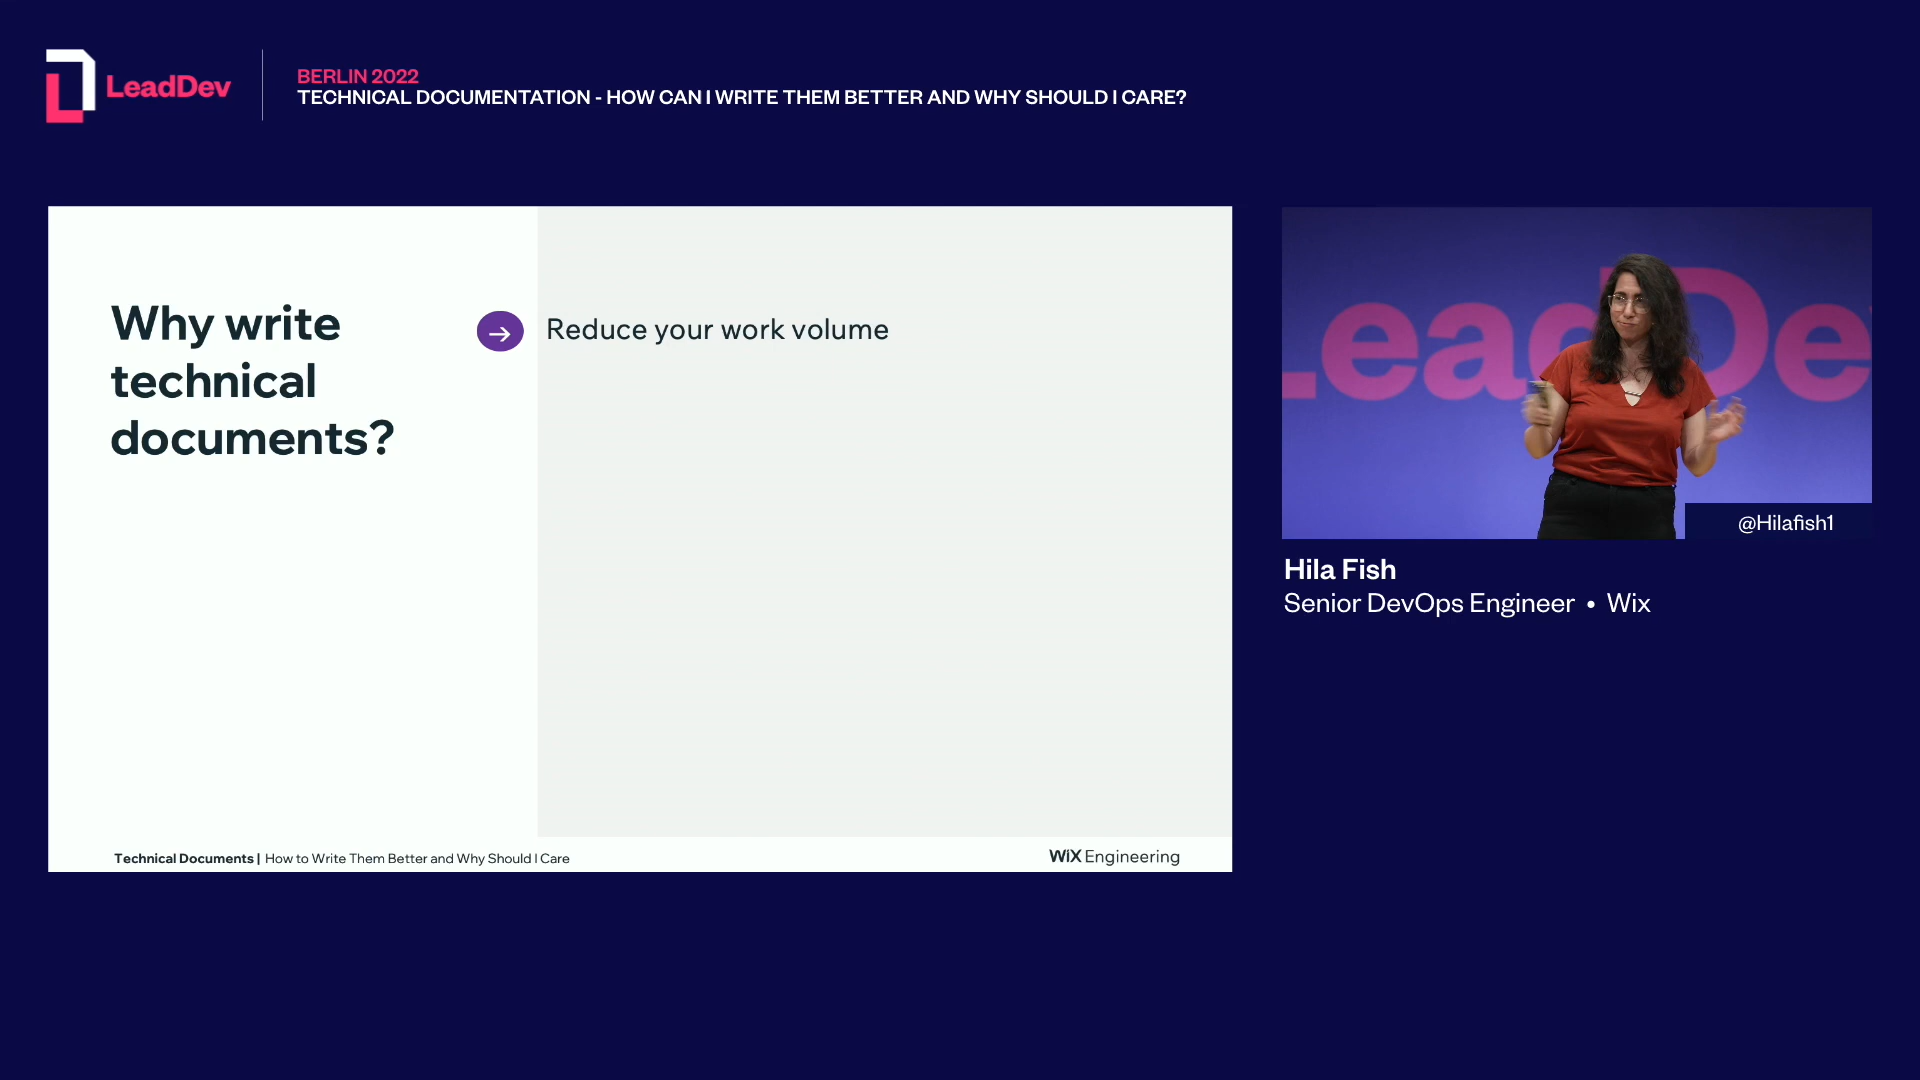 LeadDev
BERLIN 2022
TECHNICAL DOCUMENTATION - HOW CAN I WRITE THEM BETTER AND WHY SHOULD I CARE?
Why write
technical
documents?
Reduce your work volume
Technical Documents | How to Write Them Better and Why Should I Care
WiX Engineering
LeadDe
@Hilafish1
Hila Fish
Senior DevOps Engineer • Wix